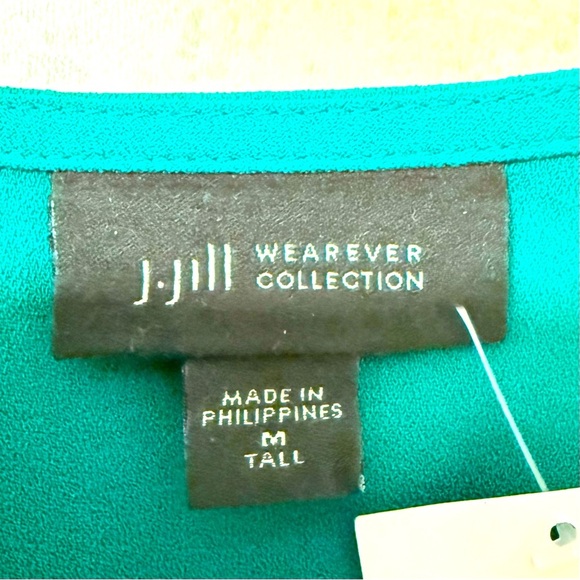 J.Jill WEAREVER
COLLECTION
MADE IN
PHILIPPINES
M
TALL